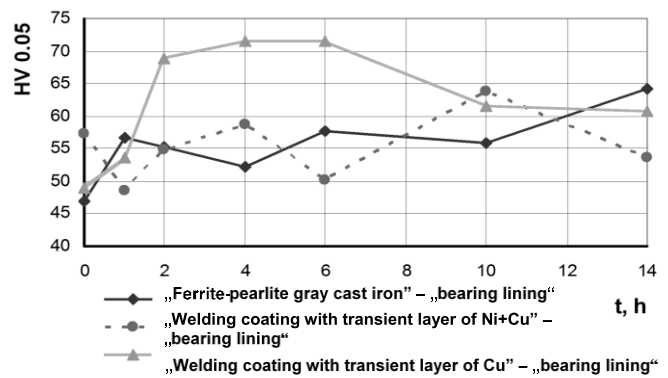 HV 0.05
75
70
65
60
55
50
45
40
0 2 4 6 8 10 12 14
t, h
„Ferrite-pearlite gray cast iron” – „bearing lining“
„Welding coating with transient layer of Ni+Cu” –
„bearing lining“
„Welding coating with transient layer of Cu” – „bearing lining“